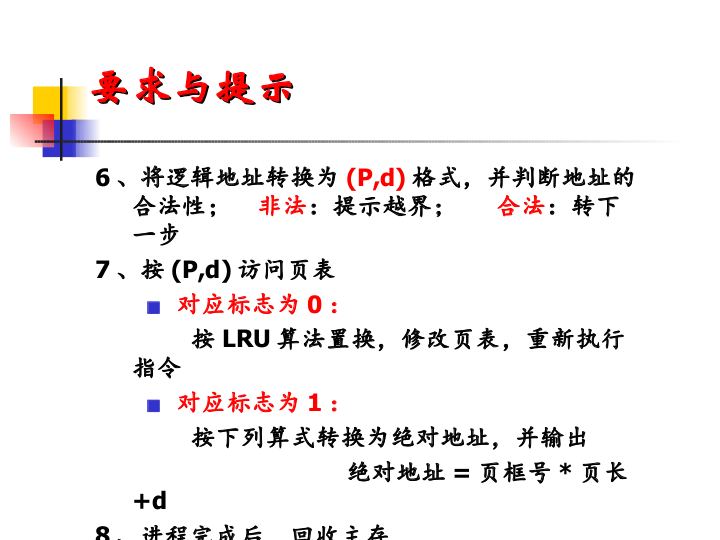 要求与提示
6、将逻辑地址转换为(P,d)格式，并判断地址的
合法性；　非法：提示越界；　　合法：转下
一步
7、按(P,d)访问页表
对应标志为0：
按LRU算法置换，修改页表，重新执行
指令
对应标志为1：
按下列算式转换为绝对地址，并输出
绝对地址 = 页框号 * 页长
+d
8、进程完成后，回收主存